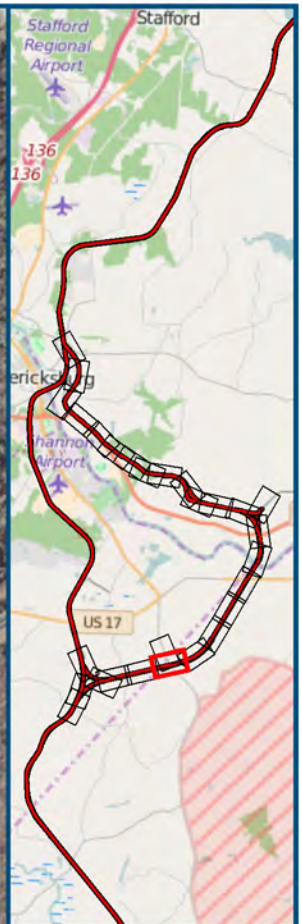 Stafford
Stafford
Regional
Airport
136
136
ericksburg
Shannon
Airport
US 17